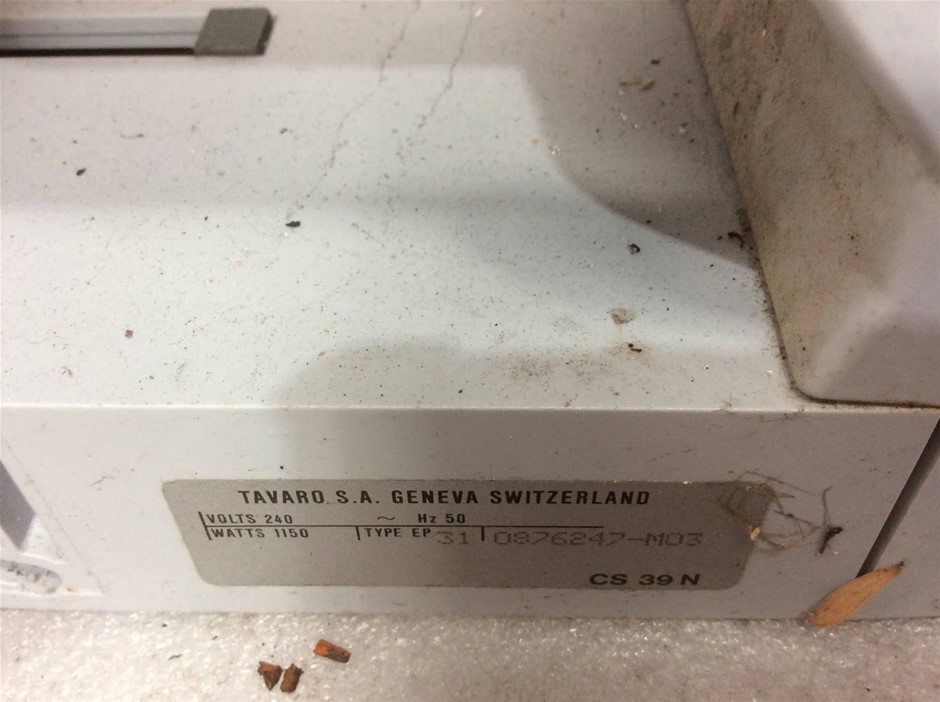 TAVARO S.A. GENEVA SWITZERLAND
VOLTS 240 ~ Hz 50
WATTS 1150 TYPE EP 31 0876247-M03
CS 39 N